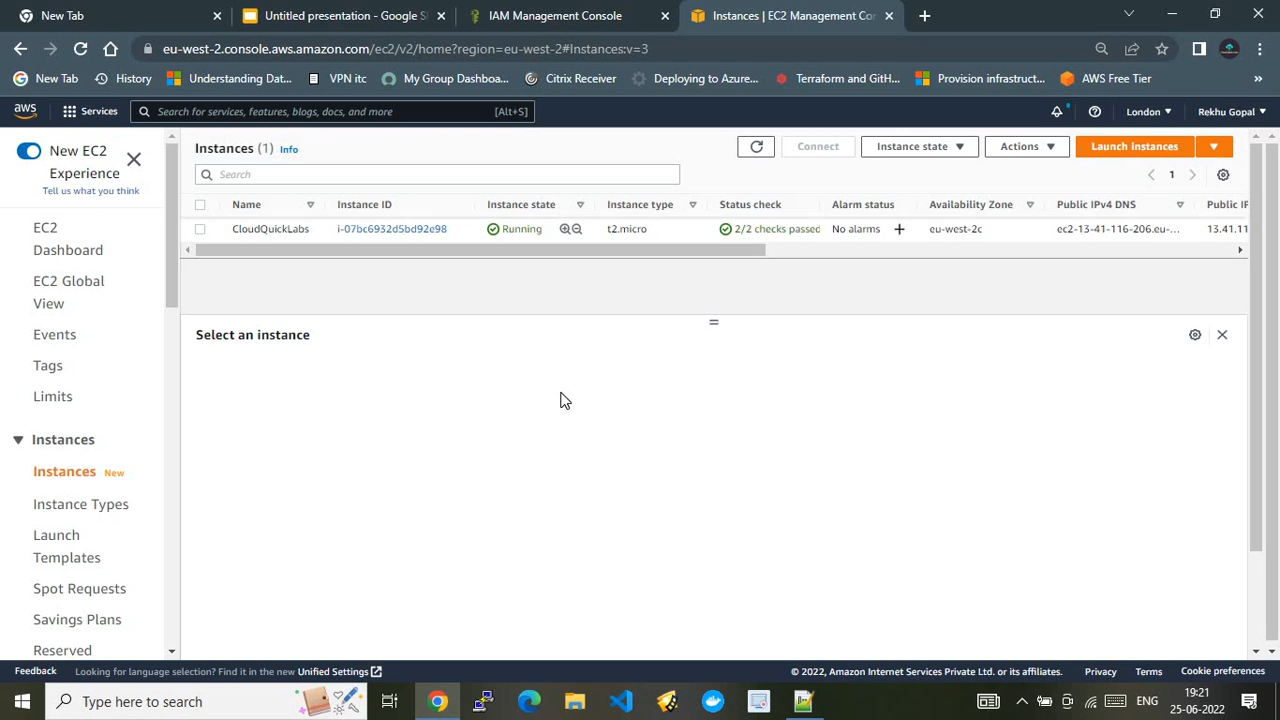 New Tab
Untitled presentation - Google S
IAM Management Console
Instances | EC2 Management Con
eu-west-2.console.aws.amazon.com/ec2/v2/home?region=eu-west-2#Instances:v=3
New Tab
History
Understanding Dat...
VPN itc
My Group Dashboa...
Citrix Receiver
Deploying to Azure...
Terraform and GitH...
Provision infrastruct...
AWS Free Tier
»
aws
Services
Search for services, features, blogs, docs, and more
[Alt+S]
London
Rekhu Gopal
New EC2
Experience
Tell us what you think
EC2
Dashboard
EC2 Global
View
Events
Tags
Limits
Instances
Instances New
Instance Types
Launch
Templates
Spot Requests
Savings Plans
Reserved
Instances (1) Info
Connect
Instance state
Actions
Launch instances
Search
1
Name
Instance ID
Instance state
Instance type
Status check
Alarm status
Availability Zone
Public IPv4 DNS
Public IP
CloudQuickLabs
i-07bc6932d5bd92e98
Running
t2.micro
2/2 checks passed
No alarms
eu-west-2c
ec2-13-41-116-206.eu-...
13.41.11
Select an instance
Feedback
Looking for language selection? Find it in the new Unified Settings
© 2022, Amazon Internet Services Private Ltd. or its affiliates.
Privacy
Terms
Cookie preferences
Type here to search
ENG
19:21
25-06-2022